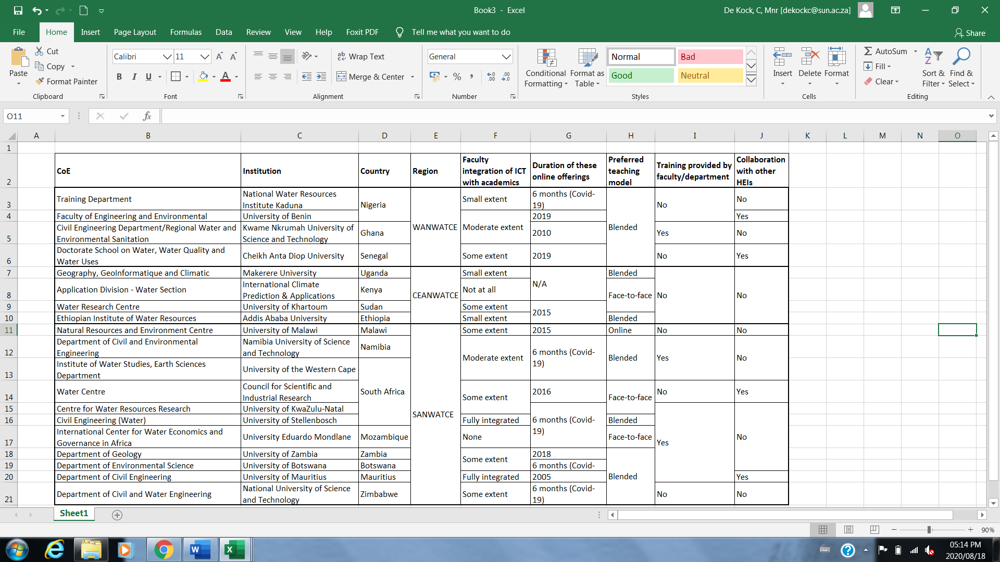 Book3 - Excel
De Kock, C, Mnr [dekockc@sun.ac.za]
File Home Insert Page Layout Formulas Data Review View Help Foxit PDF Tell me what you want to do
Share
Paste
Cut
Copy
Format Painter
Clipboard
Calibri 11
B I U
Font
Wrap Text
Merge & Center
Alignment
General
Number
Conditional Formatting
Format as Table
Normal Bad
Good Neutral
Styles
Insert Delete Format
Cells
AutoSum
Fill
Clear
Sort & Filter
Find & Select
Editing
O11
fx
A B C D E F G H I J K L M N O
1
2 CoE Institution Country Region Faculty integration of ICT with academics Duration of these online offerings Preferred teaching model Training provided by faculty/department Collaboration with other HEIs
3 Training Department National Water Resources Institute Kaduna Nigeria WANWATCE Small extent 6 months (Covid-19) Blended No No
4 Faculty of Engineering and Environmental University of Benin Moderate extent 2019 Yes
5 Civil Engineering Department/Regional Water and Environmental Sanitation Kwame Nkrumah University of Science and Technology Ghana 2010 Yes No
6 Doctorate School on Water, Water Quality and Water Uses Cheikh Anta Diop University Senegal Some extent 2019 No Yes
7 Geography, GeoInformatique and Climatic Makerere University Uganda CEANWATCE Small extent N/A Blended No No
8 Application Division - Water Section International Climate Prediction & Applications Kenya Not at all Face-to-face
9 Water Research Centre University of Khartoum Sudan Some extent 2015
10 Ethiopian Institute of Water Resources Addis Ababa University Ethiopia Small extent Blended
11 Natural Resources and Environment Centre University of Malawi Malawi SANWATCE Some extent 2015 Online No No
12 Department of Civil and Environmental Engineering Namibia University of Science and Technology Namibia Moderate extent 6 months (Covid-19) Blended Yes No
13 Institute of Water Studies, Earth Sciences Department University of the Western Cape South Africa
14 Water Centre Council for Scientific and Industrial Research Some extent 2016 Face-to-face No Yes
15 Centre for Water Resources Research University of KwaZulu-Natal 6 months (Covid-19) Yes No
16 Civil Engineering (Water) University of Stellenbosch Fully integrated Blended
17 International Center for Water Economics and Governance in Africa University Eduardo Mondlane Mozambique None Face-to-face
18 Department of Geology University of Zambia Zambia Some extent 2018 Blended
19 Department of Environmental Science University of Botswana Botswana 6 months (Covid-
20 Department of Civil Engineering University of Mauritius Mauritius Fully integrated 2005 Yes
21 Department of Civil and Water Engineering National University of Science and Technology Zimbabwe Some extent 6 months (Covid-19) No No
Sheet1
90%
05:14 PM
2020/08/18